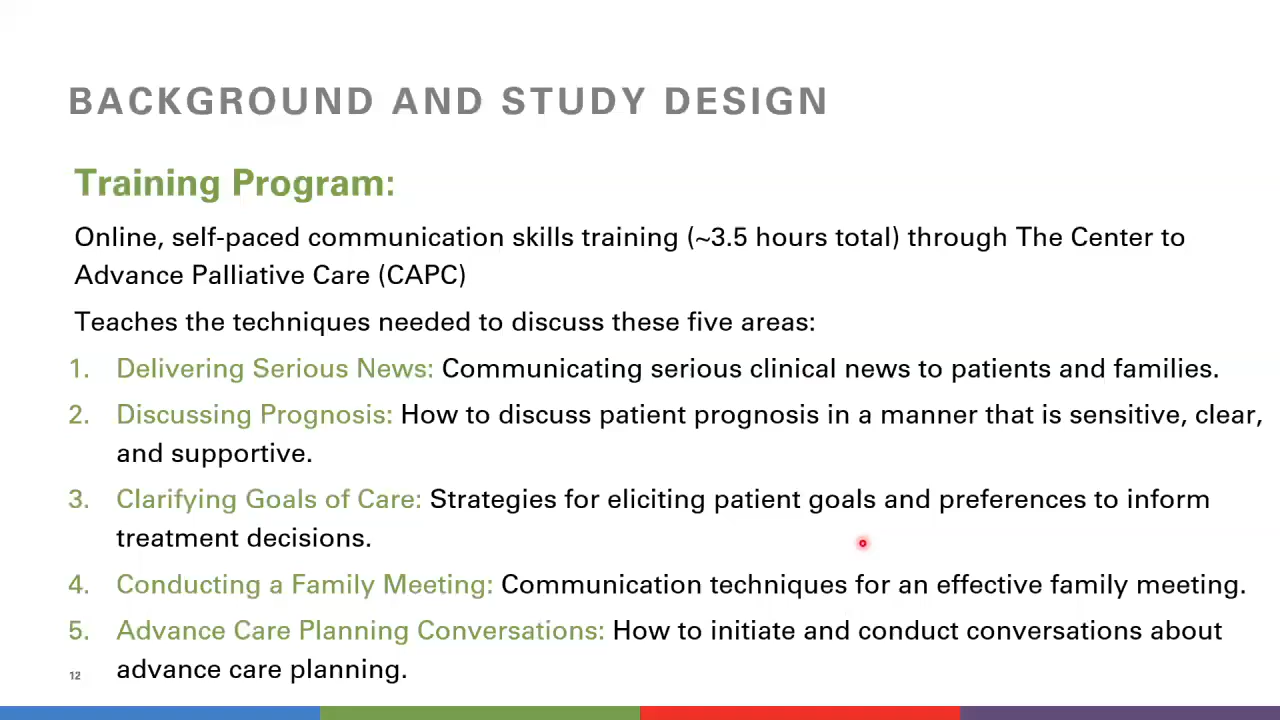 BACKGROUND AND STUDY DESIGN
Training Program:
Online, self-paced communication skills training (~3.5 hours total) through The Center to
Advance Palliative Care (CAPC)
Teaches the techniques needed to discuss these five areas:
1. Delivering Serious News: Communicating serious clinical news to patients and families.
2. Discussing Prognosis: How to discuss patient prognosis in a manner that is sensitive, clear,
and supportive.
3. Clarifying Goals of Care: Strategies for eliciting patient goals and preferences to inform
treatment decisions.
4. Conducting a Family Meeting: Communication techniques for an effective family meeting.
5. Advance Care Planning Conversations: How to initiate and conduct conversations about
advance care planning.
12